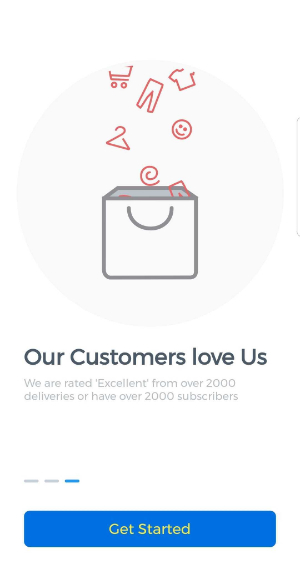 Our Customers love Us
We are rated 'Excellent' from over 2000
deliveries or have over 2000 subscribers
Get Started